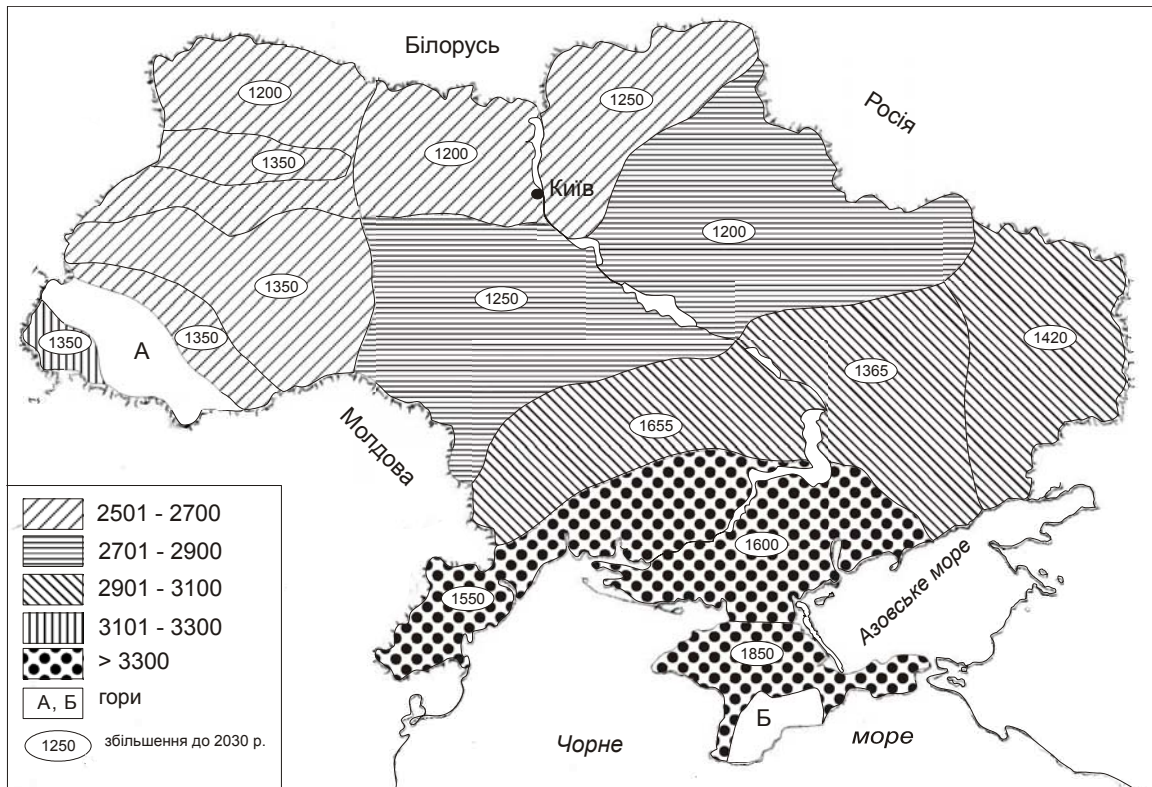 Білорусь
Росія
1200
1250
1350
1200
Київ
1200
1350
1250
1350
А
1350
1420
1365
Молдова
1655
1600
1550
Азовське море
1850
Б
Чорне
море
2501 - 2700
2701 - 2900
2901 - 3100
3101 - 3300
> 3300
А, Б гори
1250 збільшення до 2030 р.